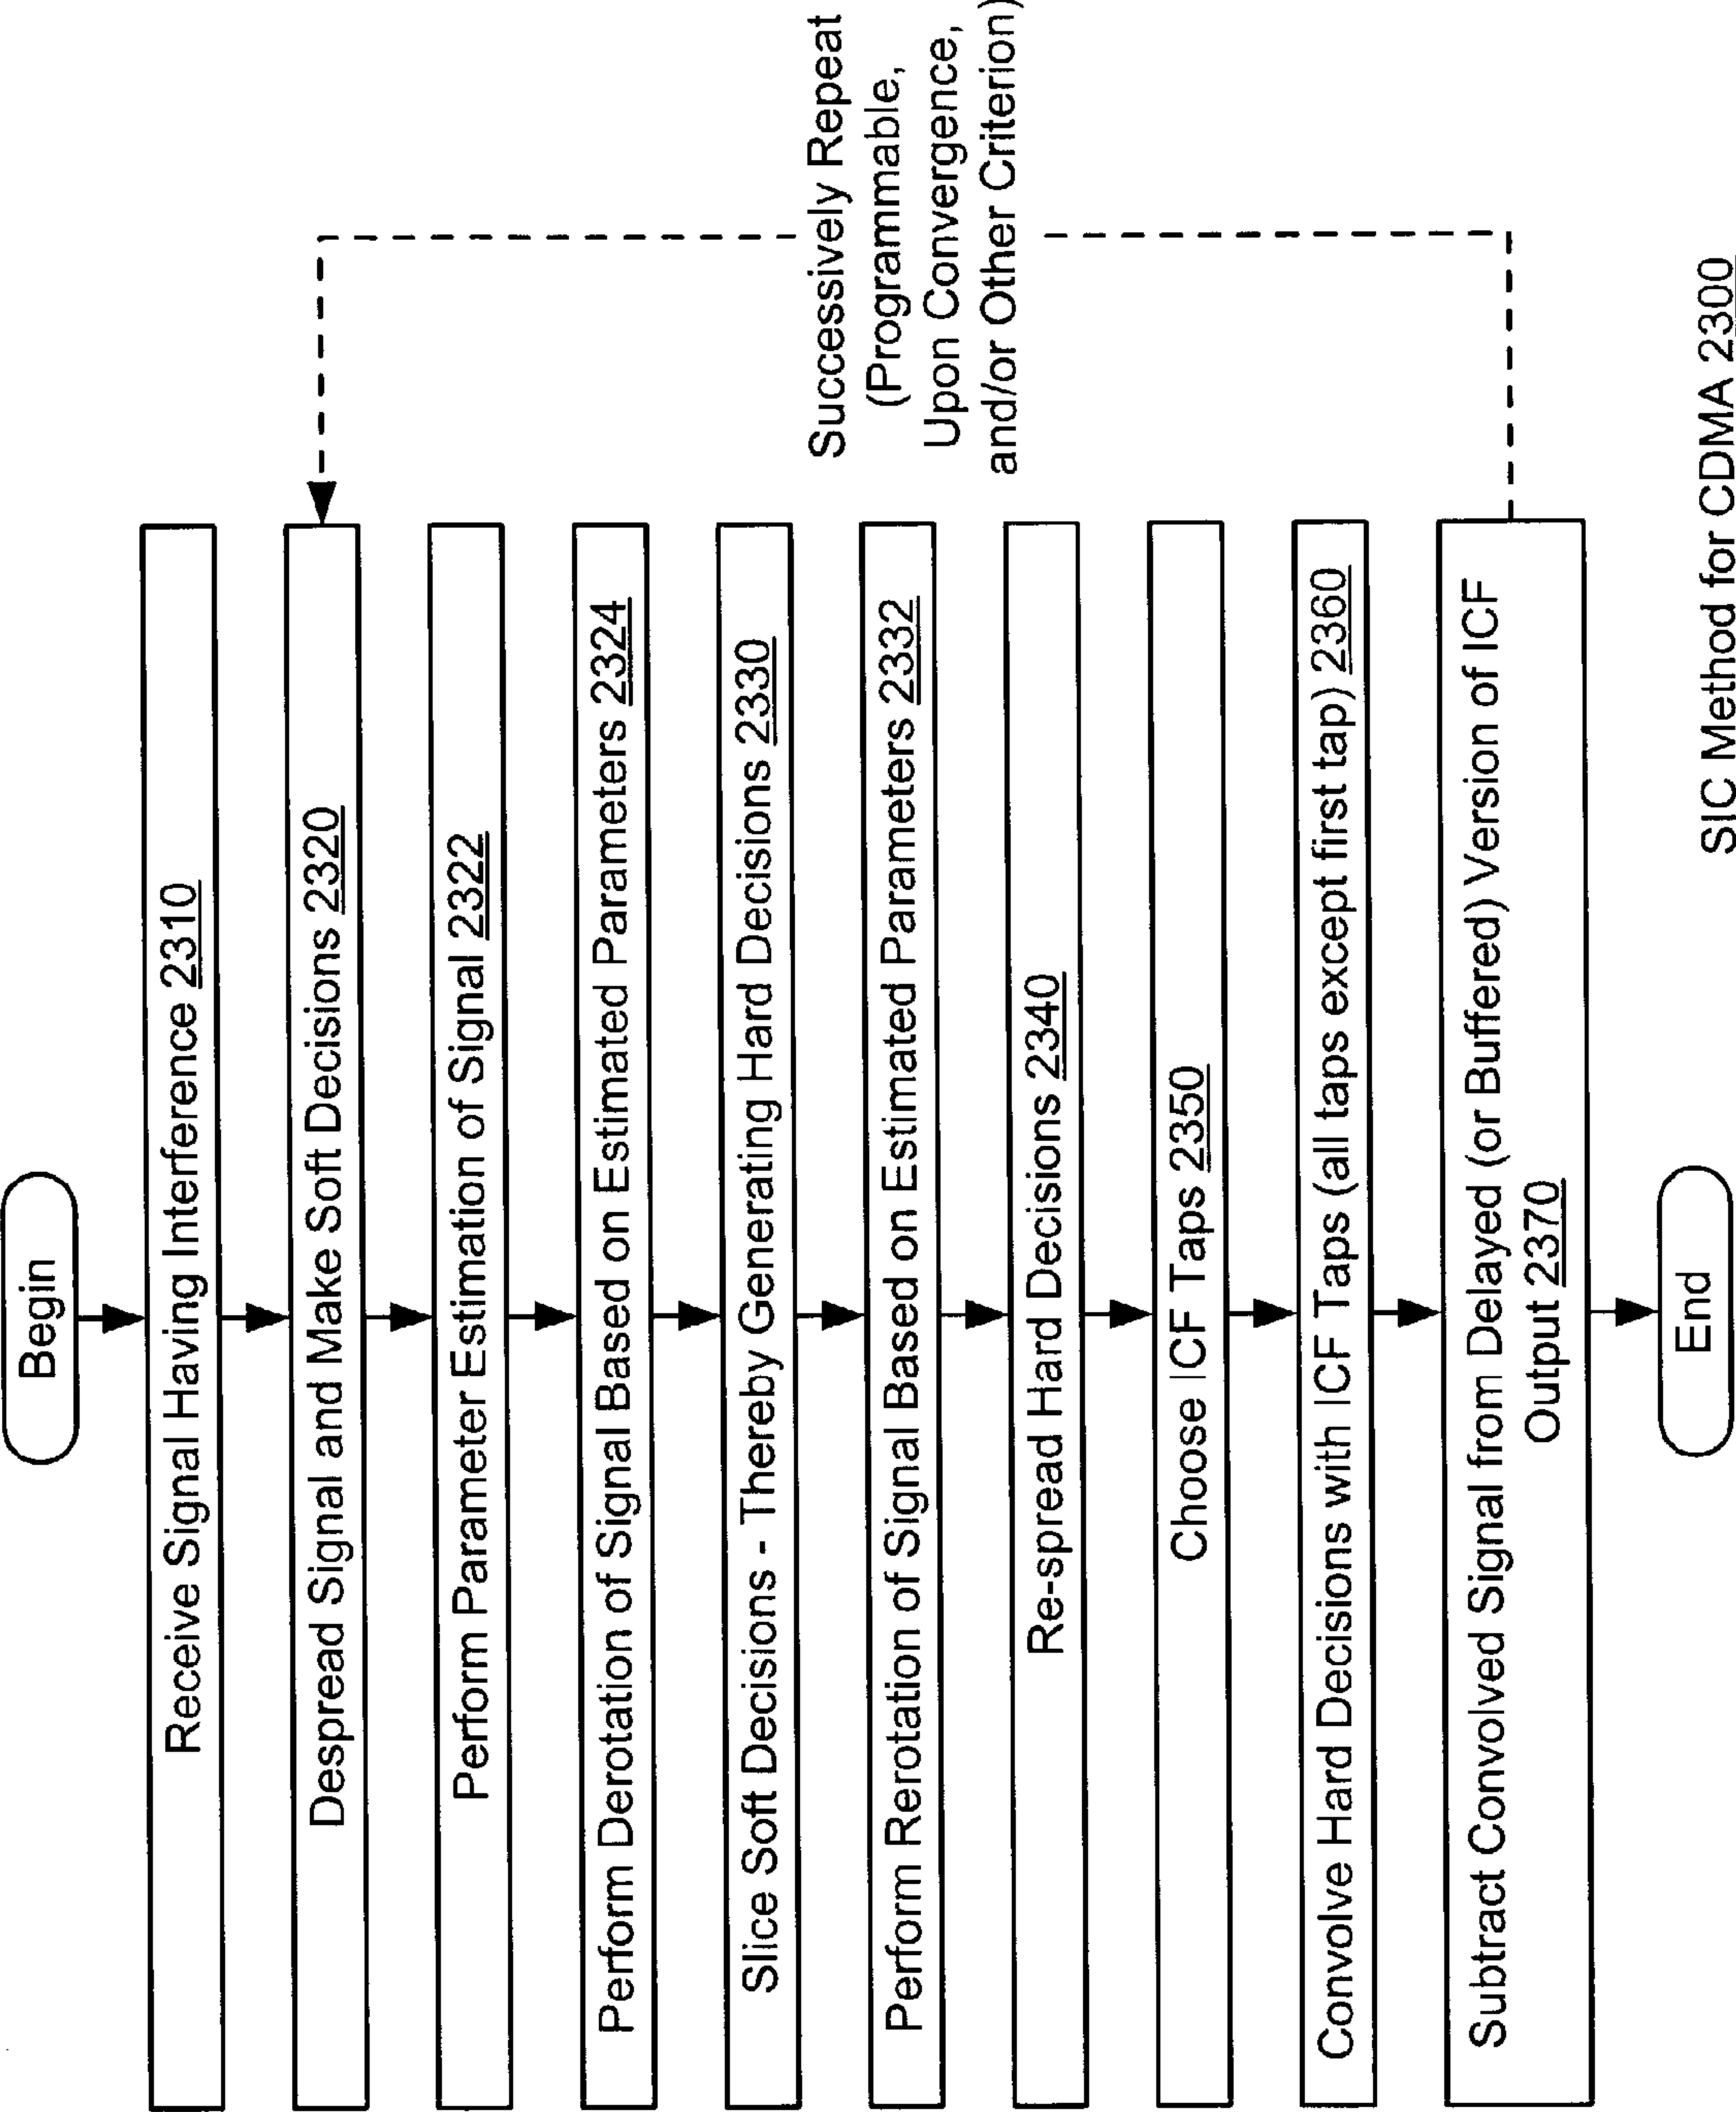 Begin
Receive Signal Having Interference 2310
Despread Signal and Make Soft Decisions 2320
Perform Parameter Estimation of Signal 2322
Perform Derotation of Signal Based on Estimated Parameters 2324
Slice Soft Decisions - Thereby Generating Hard Decisions 2330
Perform Rerotation of Signal Based on Estimated Parameters 2332
Re-spread Hard Decisions 2340
Choose ICF Taps 2350
Convolve Hard Decisions with ICF Taps (all taps except first tap) 2360
Subtract Convolved Signal from Delayed (or Buffered) Version of ICF
Output 2370
End
Successively Repeat
(Programmable,
Upon Convergence,
and/or Other Criterion)
SIC Method for CDMA 2300